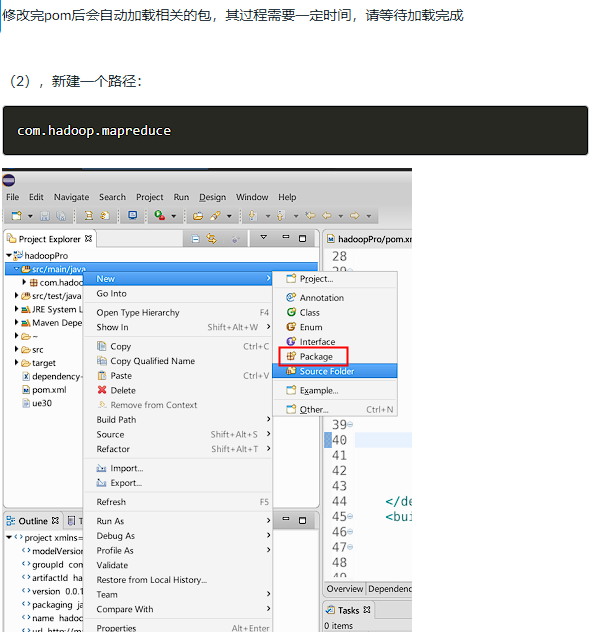 修改完pom后会自动加载相关的包，其过程需要一定时间，请等待加载完成
（2），新建一个路径：
com.hadoop.mapreduce
File Edit Navigate Search Project Run Design Window Help
Project Explorer
hadoopPro/pom.xm
hadoopPro
28
src/main/java
29
New
Project...
com.hadoo
Go Into
Annotation
src/test/java
Open Type Hierarchy F4
Class
JRE System L
Show In Shift+Alt+W
Enum
Maven Depe
Copy Ctrl+C
Interface
Copy Qualified Name
Package
src
Paste Ctrl+V
Source Folder
target
Delete
Example...
dependency-
Remove from Context
Other... Ctrl+N
pom.xml
Build Path
39
ue30
Source Shift+Alt+S
40
Refactor Shift+Alt+T
41
42
Import...
43
Export...
44 </de
Refresh F5
45 <bui
Outline
Run As
46
project xmlns=
Debug As
47
modelVersion
Profile As
48
groupId com
Validate
49
artifactId ha
Restore from Local History...
version 0.0.1
Team
Overview Dependenc
packaging ja
Compare With
Tasks
name hadoop
Properties Alt+Enter
0 items
url http://m